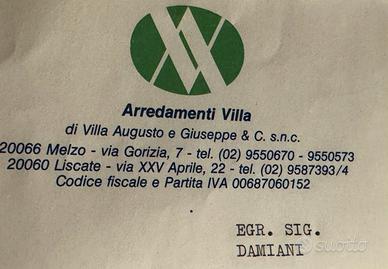 Arredamenti Villa
di Villa Augusto e Giuseppe & C. s.n.c.
20066 Melzo - via Gorizia, 7 - tel. (02) 9550670 - 9550573
20060 Liscate - via XXV Aprile, 22 - tel. (02) 9587393/4
Codice fiscale e Partita IVA 00687060152
EGR. SIG.
DAMIANI
subito